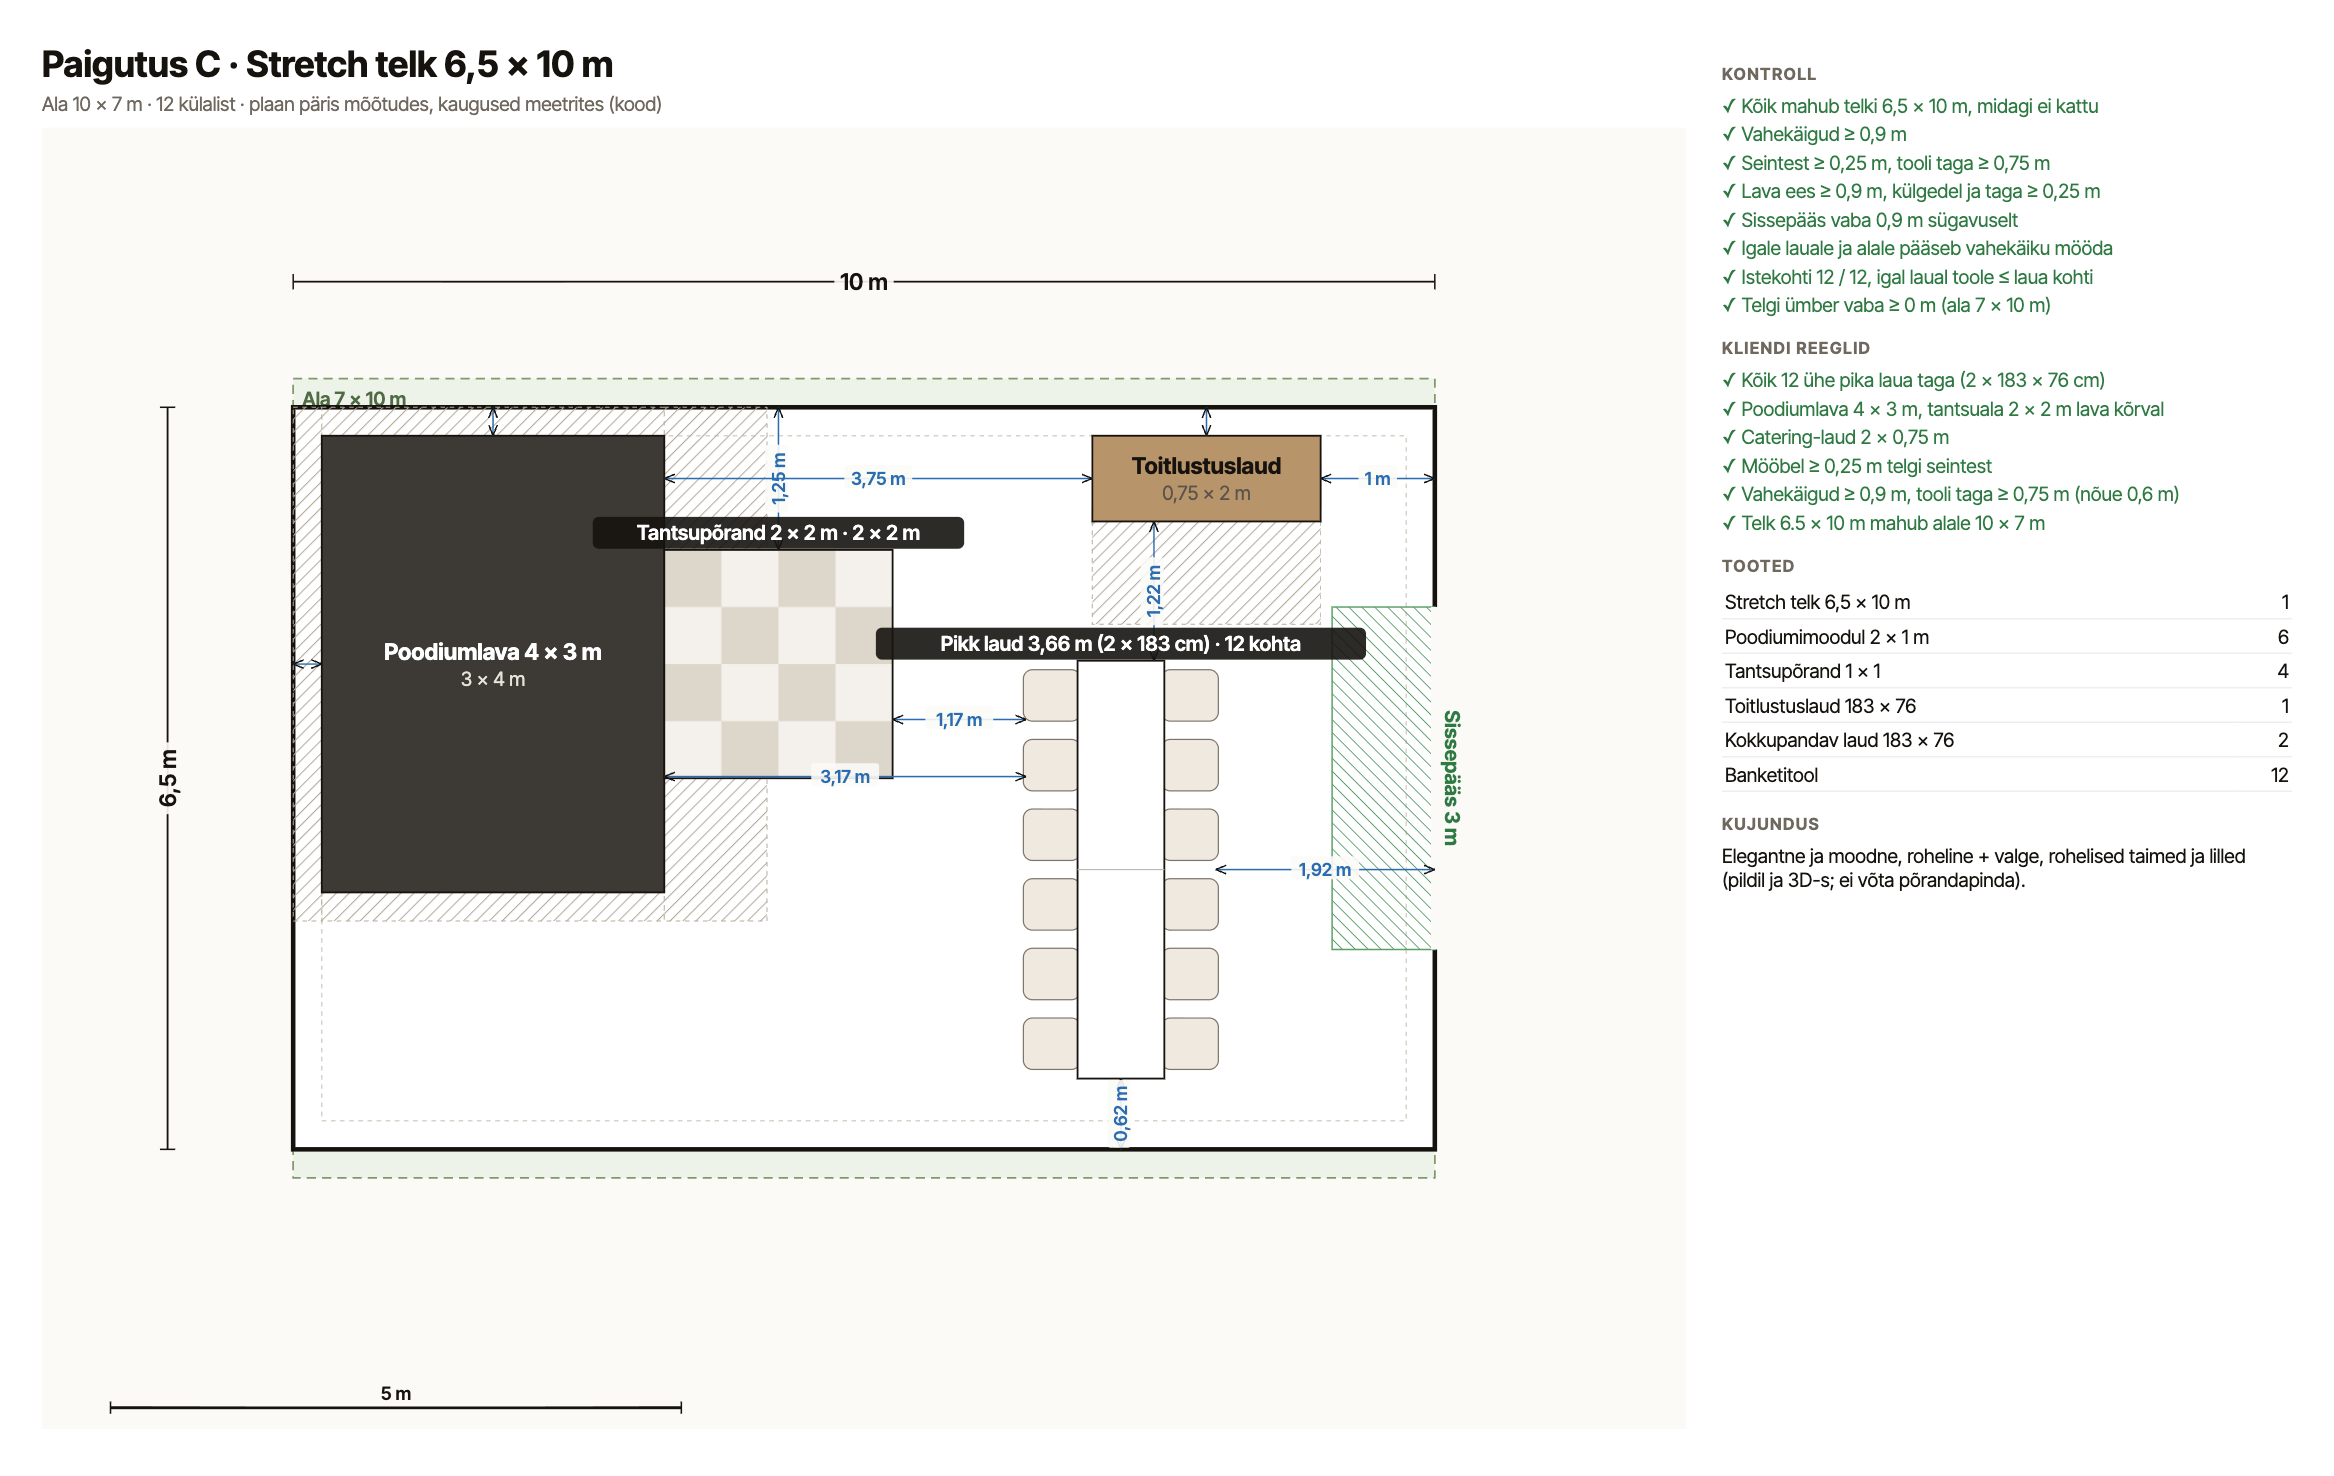 Paigutus C · Stretch telk 6,5 × 10 m
Ala 10 × 7 m · 12 külalist · plaan päris mõõtudes, kaugused meetrites (kood)
10 m
Ala 7 × 10 m
6,5 m
1,25 m
3,75 m
Toitlustuslaud
0,75 × 2 m
1 m
Tantsupõrand 2 × 2 m · 2 × 2 m
1,22 m
Pikk laud 3,66 m (2 × 183 cm) · 12 kohta
Poodiumlava 4 × 3 m
3 × 4 m
1,17 m
3,17 m
Sissepääs 3 m
1,92 m
0,62 m
5 m
KONTROLL
✓ Kõik mahub telki 6,5 × 10 m, midagi ei kattu
✓ Vahekäigud ≥ 0,9 m
✓ Seintest ≥ 0,25 m, tooli taga ≥ 0,75 m
✓ Lava ees ≥ 0,9 m, külgedel ja taga ≥ 0,25 m
✓ Sissepääs vaba 0,9 m sügavuselt
✓ Igale lauale ja alale pääseb vahekäiku mööda
✓ Istekohti 12 / 12, igal laual toole ≤ laua kohti
✓ Telgi ümber vaba ≥ 0 m (ala 7 × 10 m)
KLIENDI REEGLID
✓ Kõik 12 ühe pika laua taga (2 × 183 × 76 cm)
✓ Poodiumlava 4 × 3 m, tantsuala 2 × 2 m lava kõrval
✓ Catering-laud 2 × 0,75 m
✓ Mööbel ≥ 0,25 m telgi seintest
✓ Vahekäigud ≥ 0,9 m, tooli taga ≥ 0,75 m (nõue 0,6 m)
✓ Telk 6.5 × 10 m mahub alale 10 × 7 m
TOOTED
Stretch telk 6,5 × 10 m 1
Poodiumimoodul 2 × 1 m 6
Tantsupõrand 1 × 1 4
Toitlustuslaud 183 × 76 1
Kokkupandav laud 183 × 76 2
Banketitool 12
KUJUNDUS
Elegantne ja moodne, roheline + valge, rohelised taimed ja lilled
(pildil ja 3D-s; ei võta põrandapinda).